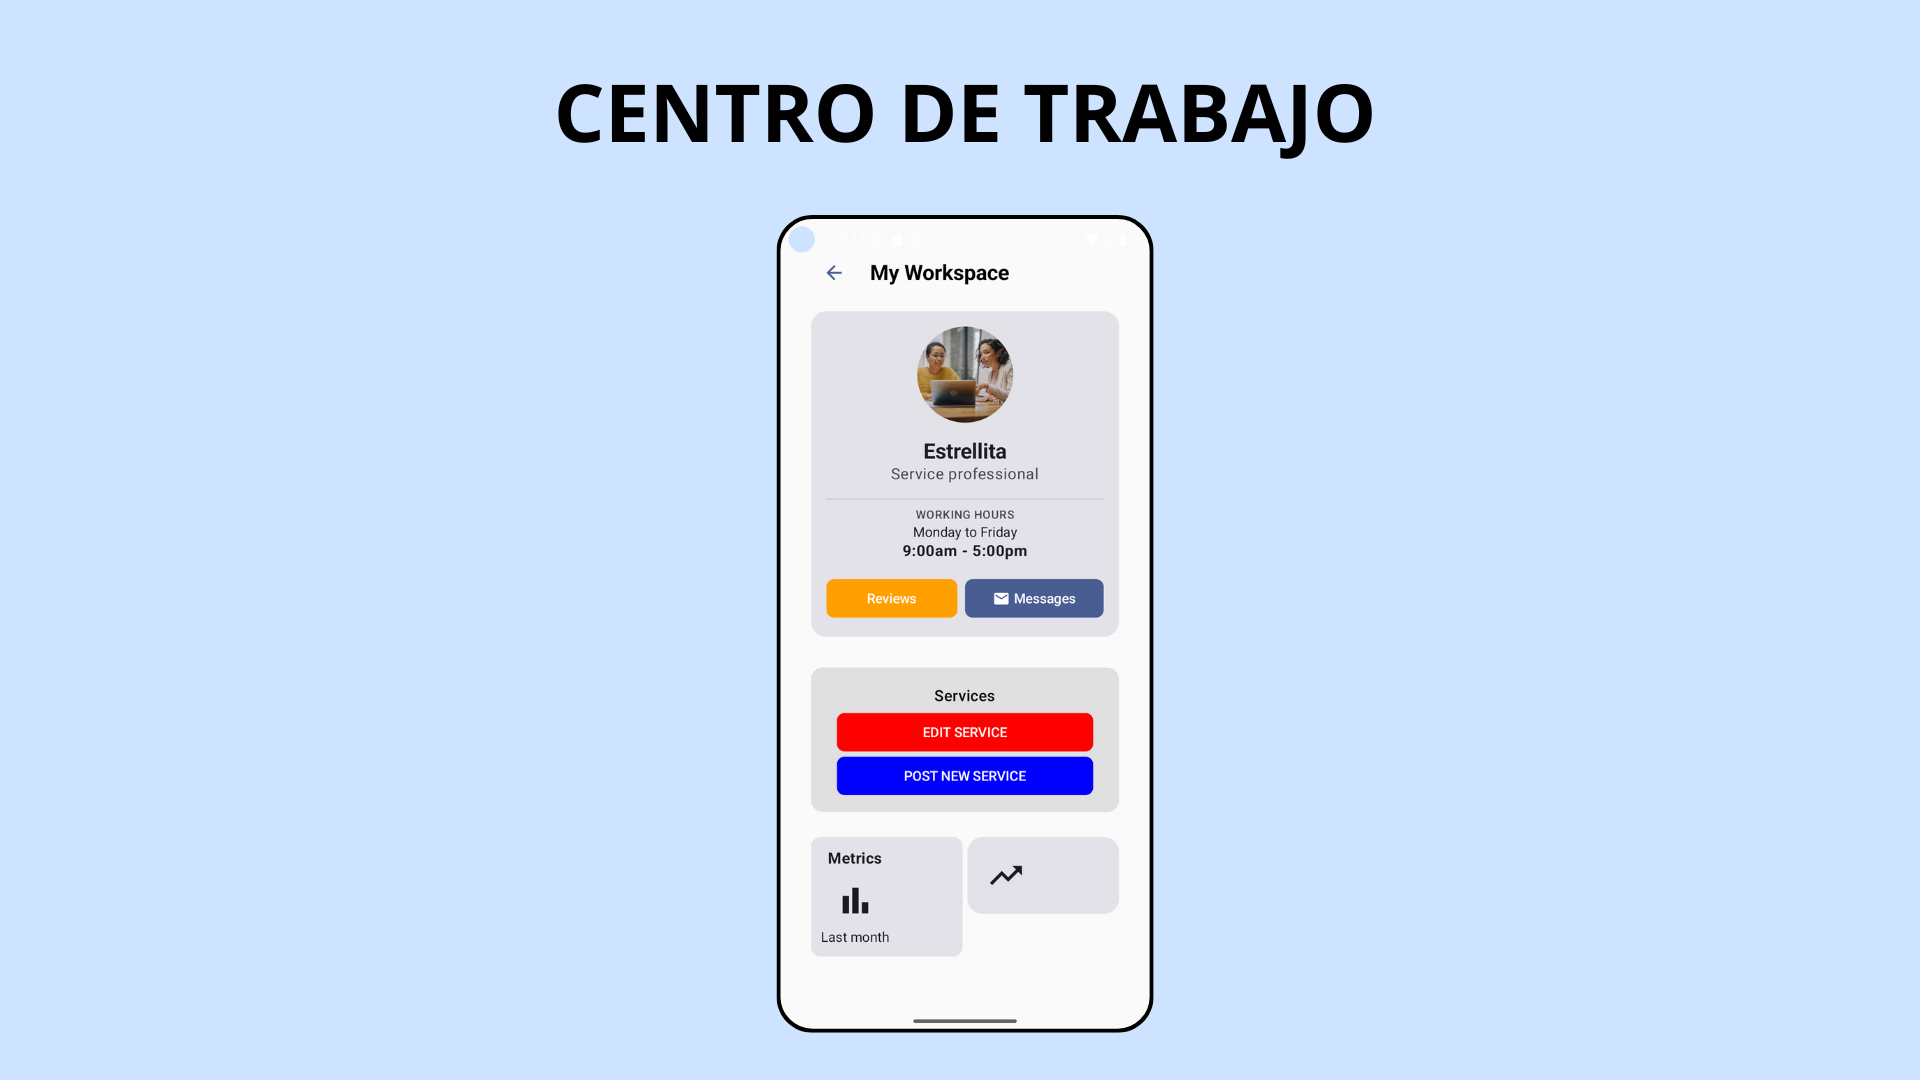 CENTRO DE TRABAJO
My Workspace
Estrellita
Service professional
WORKING HOURS
Monday to Friday
9:00am - 5:00pm
Reviews
Messages
Services
EDIT SERVICE
POST NEW SERVICE
Metrics
Last month